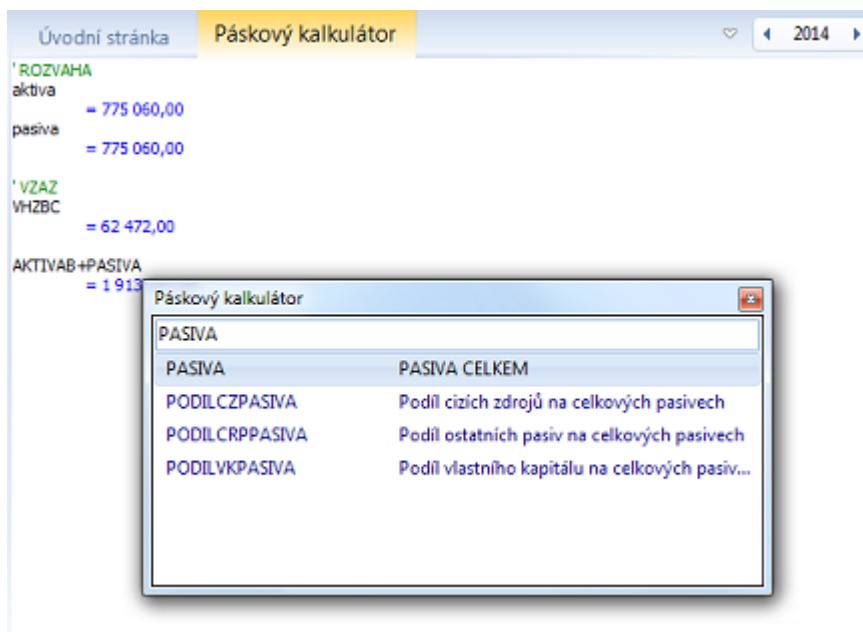 Úvodní stránka Páskový kalkulátor 2014
' ROZVAHA
aktiva
= 775 060,00
pasiva
= 775 060,00
' VZAZ
VHZBC
= 62 472,00
AKTIVAB+PASIVA
= 1 913
Páskový kalkulátor
PASIVA
PASIVA PASIVA CELKEM
PODILCZPASIVA Podíl cizích zdrojů na celkových pasivech
PODILCRPPASIVA Podíl ostatních pasiv na celkových pasivech
PODILVKPASIVA Podíl vlastního kapitálu na celkových pasiv...